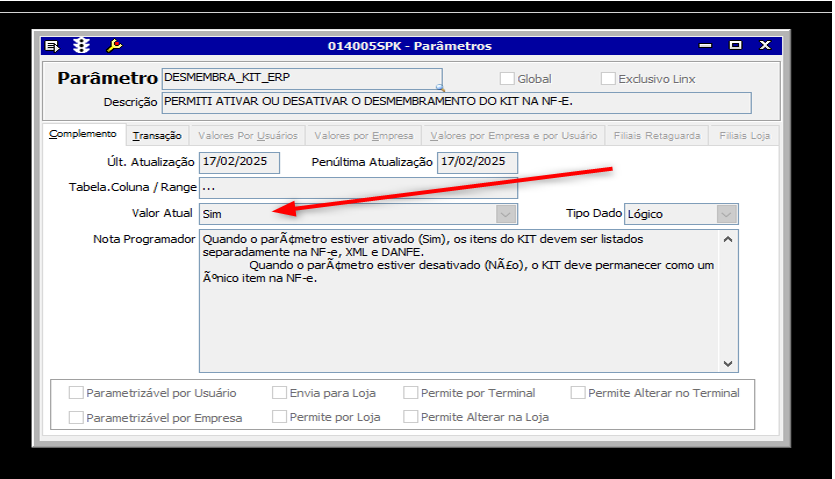 014005SPK - Parâmetros
Parâmetro DESMEMBRA_KIT_ERP Global Exclusivo Linx
Descrição PERMITI ATIVAR OU DESATIVAR O DESMEMBRAMENTO DO KIT NA NF-E.
Complemento Transação Valores Por Usuários Valores por Empresa Valores por Empresa e por Usuário Filiais Retaguarda Filiais Loja
Últ. Atualização 17/02/2025 Penúltima Atualização 17/02/2025
Tabela.Coluna / Range ...
Valor Atual Sim Tipo Dado Lógico
Nota Programador Quando o parÃ¢metro estiver ativado (Sim), os itens do KIT devem ser listados
separadamente na NF-e, XML e DANFE.
Quando o parÃ¢metro estiver desativado (NÃ£o), o KIT deve permanecer como um
Ãºnico item na NF-e.
Parametrizável por Usuário Envia para Loja Permite por Terminal Permite Alterar no Terminal
Parametrizável por Empresa Permite por Loja Permite Alterar na Loja